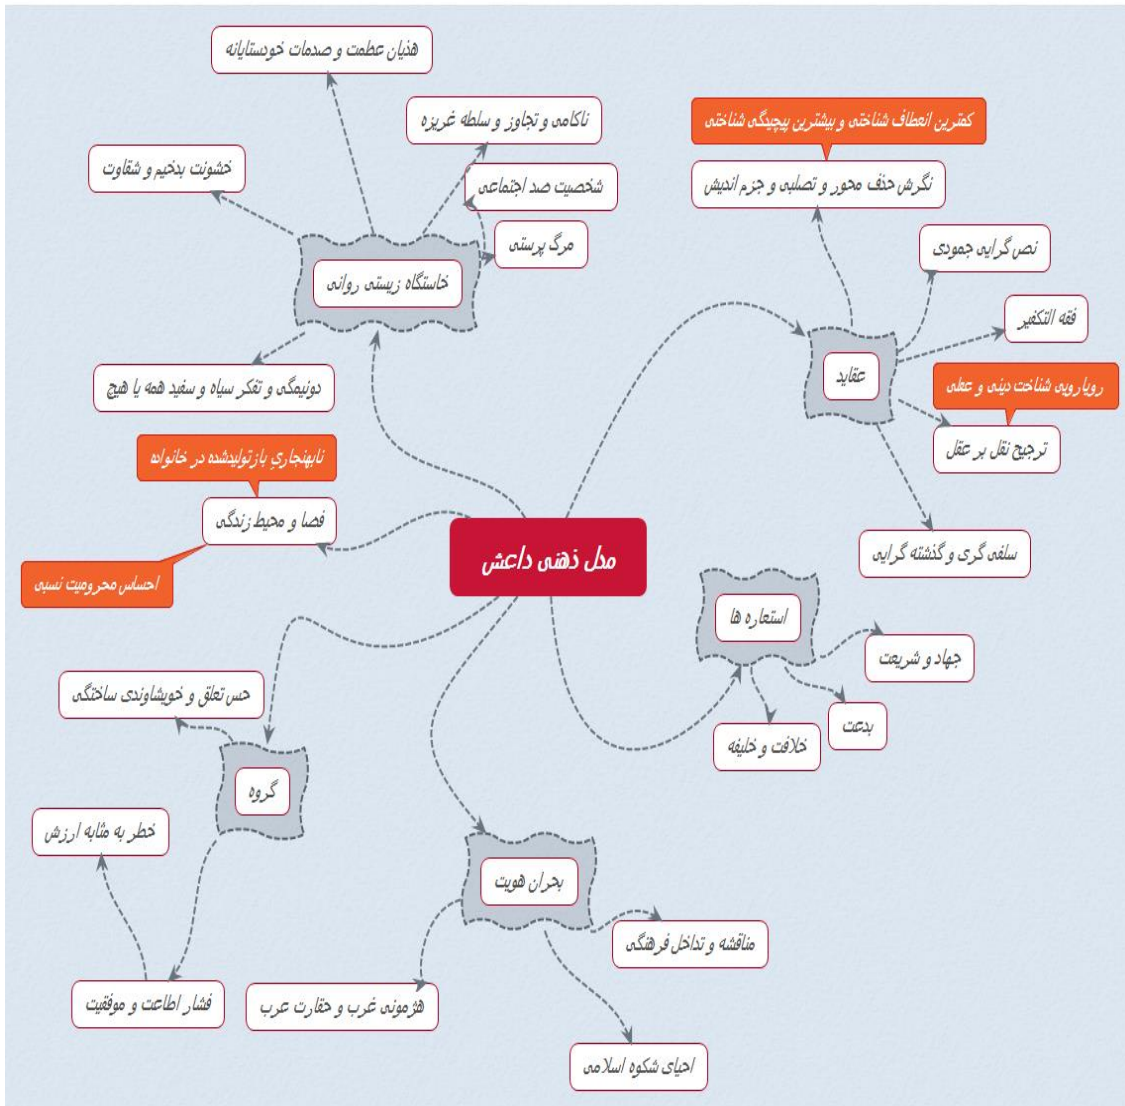 هذیان عظمت و صدمات خودستایانه
ناکامی و تجاوز و سلطه غریزه
کمترین انعطاف شناختی و بیشترین پیچیدگی شناختی
خشونت بدخیم و شقاوت
شخصیت صد اجتماعی
نگرش حذف محور و تصلبی و جزم اندیش
مرگ پرستی
نص گرایی جمودی
خاستگاه زیستی روانی
فقه التکفیر
عقاید
دونیمگی و تفکر سیاه و سفید همه یا هیچ
رویارویی شناخت دینی و عقلی
ترجیح نقل بر عقل
نابهنجاریِ بازتولیدشده در خانواده
فضا و محیط زندگی
سلفی گری و گذشته گرایی
مدل ذهنی داعش
احساس محرومیت نسبی
استعاره ها
جهاد و شریعت
حس تعلق و خویشاوندی ساختگی
بدعت
خلافت و خلیفه
گروه
خطر به مثابه ارزش
بحران هویت
مناقشه و تداخل فرهنگی
فشار اطاعت و موفقیت
هژمونی غرب و حقارت عرب
احیای شکوه اسلامی